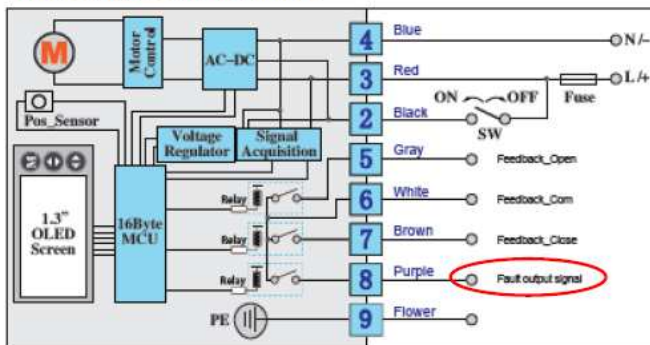 M
Motor Control
AC-DC
Pos_Sensor
Voltage Regulator
Signal Acquisition
1.3" OLED Screen
16Byte MCU
Relay
Relay
Relay
PE
4 Blue N/-
3 Red Fuse L/+
2 Black ON OFF SW
5 Gray Feedback_Open
6 White Feedback_Com
7 Brown Feedback_Close
8 Purple Fault output signal
9 Flower